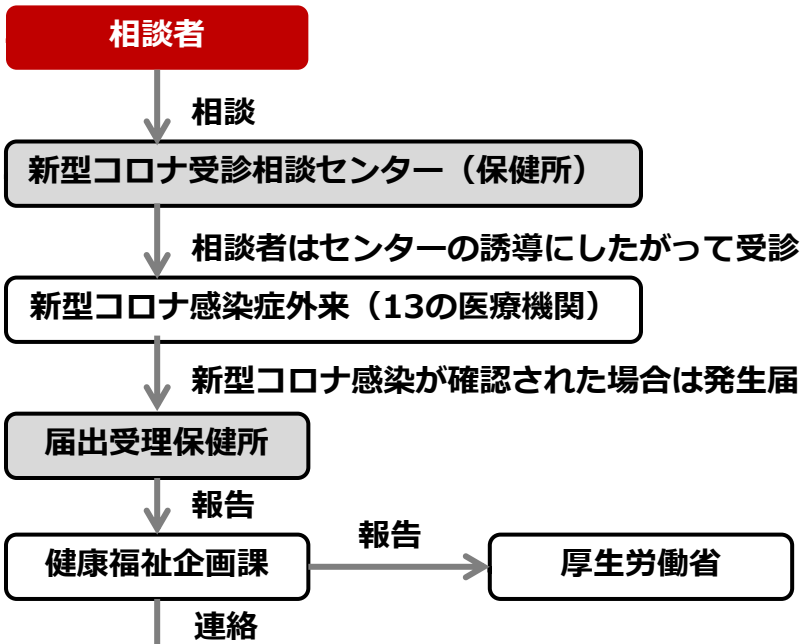 相談者
相談
新型コロナ受診相談センター（保健所）
相談者はセンターの誘導にしたがって受診
新型コロナ感染症外来（13の医療機関）
新型コロナ感染が確認された場合は発生届
届出受理保健所
報告
報告
健康福祉企画課
厚生労働省
連絡